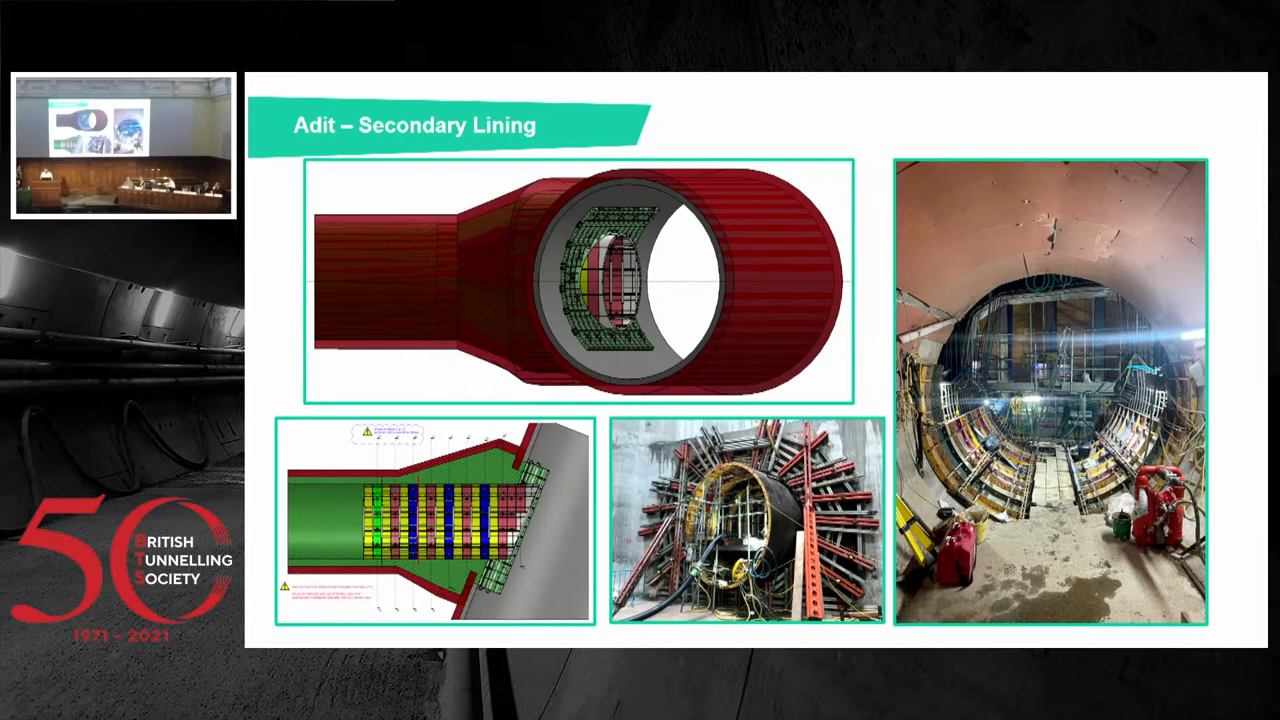 Adit – Secondary Lining
50
BRITISH
TUNNELLING
SOCIETY
1971 – 2021